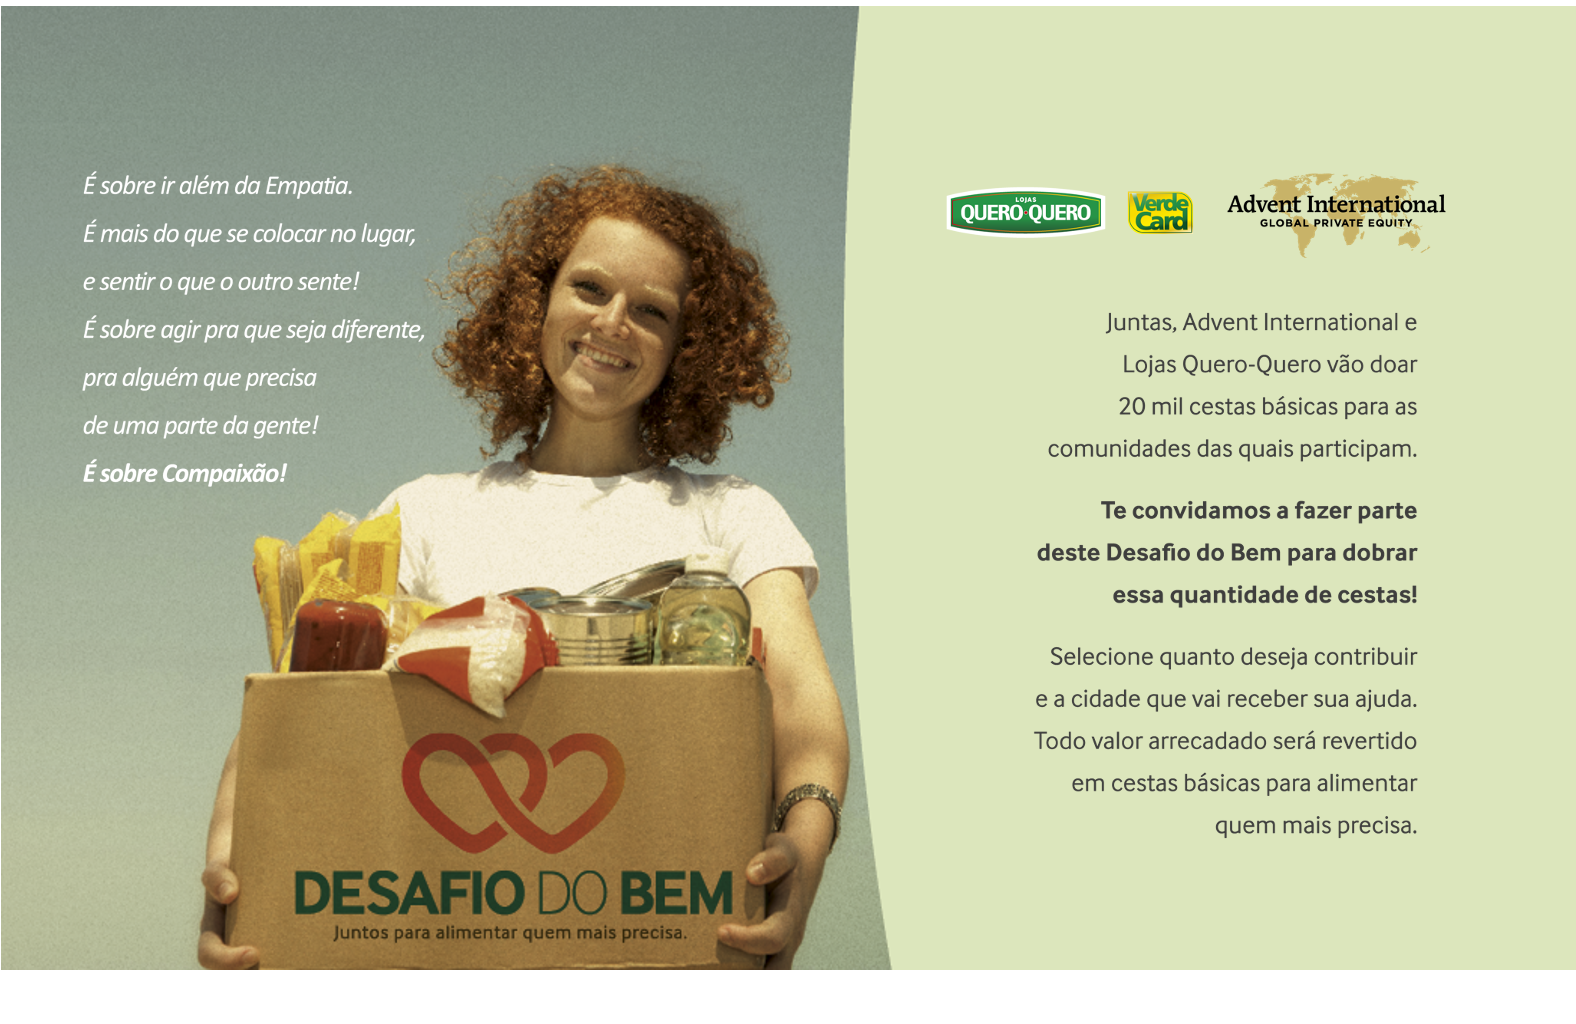 É sobre ir além da Empatia.
É mais do que se colocar no lugar,
e sentir o que o outro sente!
É sobre agir pra que seja diferente,
pra alguém que precisa
de uma parte da gente!
É sobre Compaixão!
DESAFIO DO BEM
Juntos para alimentar quem mais precisa.
LOJAS
QUERO-QUERO
Verde
Card
Advent International
GLOBAL PRIVATE EQUITY
Juntas, Advent International e
Lojas Quero-Quero vão doar
20 mil cestas básicas para as
comunidades das quais participam.
Te convidamos a fazer parte
deste Desafio do Bem para dobrar
essa quantidade de cestas!
Selecione quanto deseja contribuir
e a cidade que vai receber sua ajuda.
Todo valor arrecadado será revertido
em cestas básicas para alimentar
quem mais precisa.